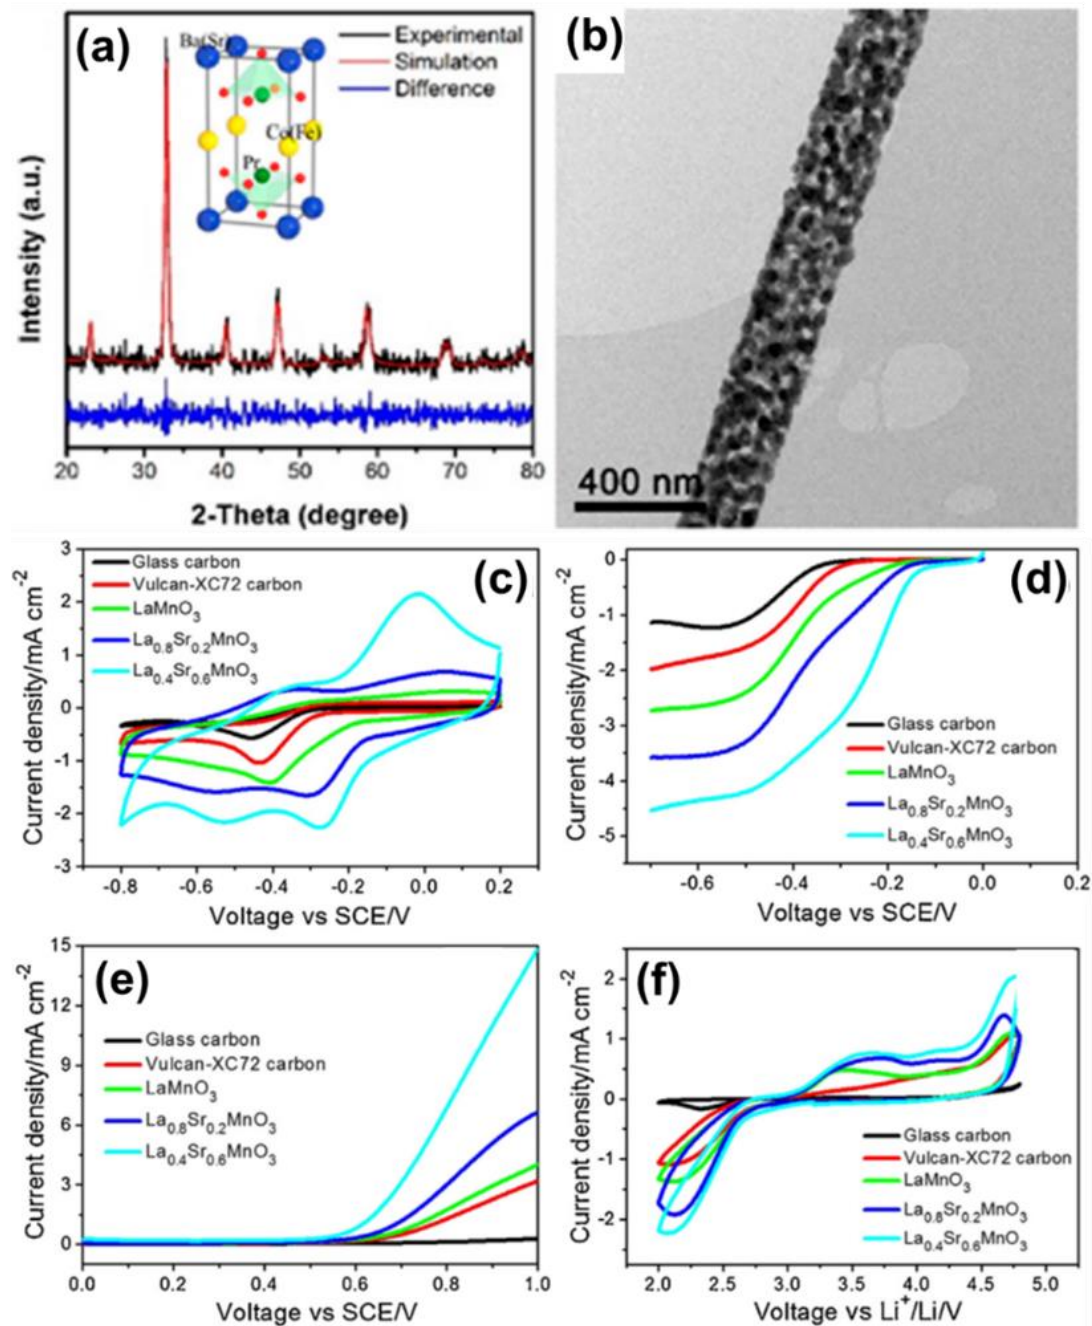 (a)
Ba(Sr)
Co(Fe)
Pr
Experimental
Simulation
Difference
Intensity (a.u.)
20 30 40 50 60 70 80
2-Theta (degree)
(b)
400 nm
(c)
Glass carbon
Vulcan-XC72 carbon
LaMnO₃
La₀.₈Sr₀.₂MnO₃
La₀.₄Sr₀.₆MnO₃
Current density/mA cm⁻²
3
2
1
0
-1
-2
-3
-0.8 -0.6 -0.4 -0.2 0.0 0.2
Voltage vs SCE/V
(d)
Glass carbon
Vulcan-XC72 carbon
LaMnO₃
La₀.₈Sr₀.₂MnO₃
La₀.₄Sr₀.₆MnO₃
Current density/mA cm⁻²
0
-1
-2
-3
-4
-5
-0.6 -0.4 -0.2 0.0 0.2
Voltage vs SCE/V
(e)
Glass carbon
Vulcan-XC72 carbon
LaMnO₃
La₀.₈Sr₀.₂MnO₃
La₀.₄Sr₀.₆MnO₃
Current density/mA cm⁻²
15
12
9
6
3
0
0.0 0.2 0.4 0.6 0.8 1.0
Voltage vs SCE/V
(f)
Glass carbon
Vulcan-XC72 carbon
LaMnO₃
La₀.₈Sr₀.₂MnO₃
La₀.₄Sr₀.₆MnO₃
Current density/mA cm⁻²
2
1
0
-1
-2
2.0 2.5 3.0 3.5 4.0 4.5 5.0
Voltage vs Li⁺/Li/V